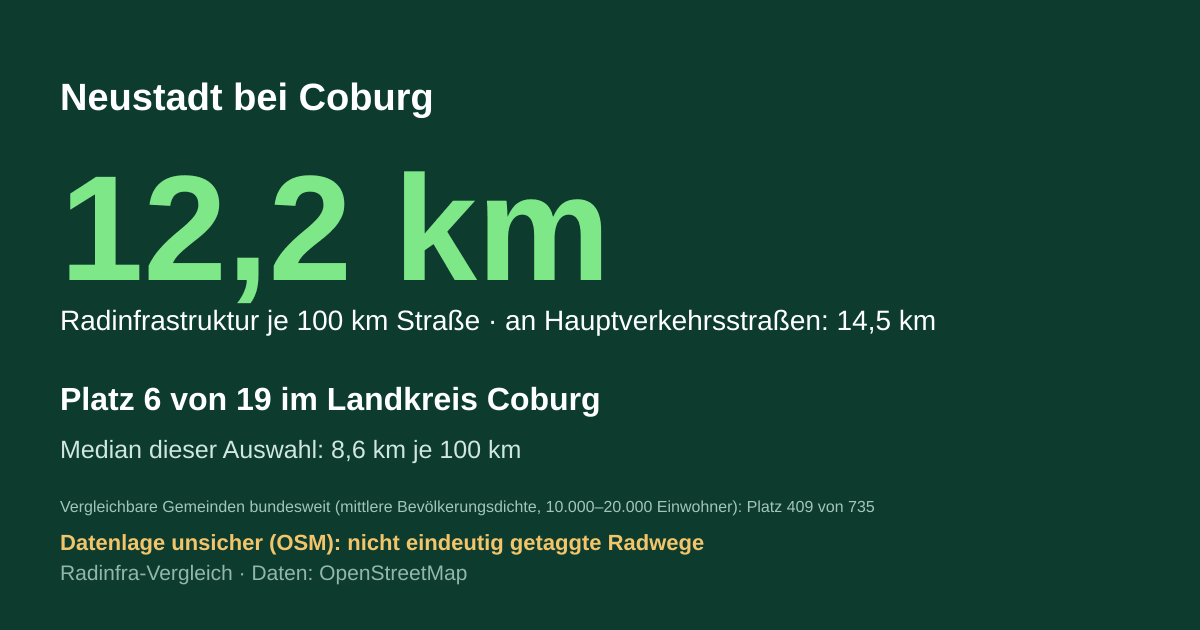 Neustadt bei Coburg
12,2 km
Radinfrastruktur je 100 km Straße · an Hauptverkehrsstraßen: 14,5 km
Platz 6 von 19 im Landkreis Coburg
Median dieser Auswahl: 8,6 km je 100 km
Vergleichbare Gemeinden bundesweit (mittlere Bevölkerungsdichte, 10.000–20.000 Einwohner): Platz 409 von 735
Datenlage unsicher (OSM): nicht eindeutig getaggte Radwege
Radinfra-Vergleich · Daten: OpenStreetMap